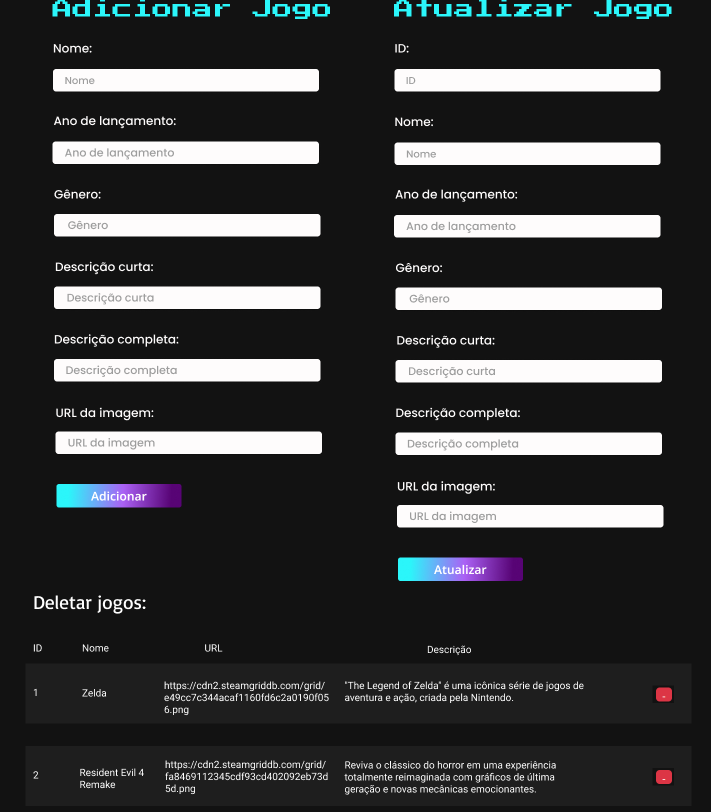 Adicionar Jogo
Nome:
Nome
Ano de lançamento:
Ano de lançamento
Gênero:
Gênero
Descrição curta:
Descrição curta
Descrição completa:
Descrição completa
URL da imagem:
URL da imagem
Adicionar
Atualizar Jogo
ID:
ID
Nome:
Nome
Ano de lançamento:
Ano de lançamento
Gênero:
Gênero
Descrição curta:
Descrição curta
Descrição completa:
Descrição completa
URL da imagem:
URL da imagem
Atualizar
Deletar jogos:
ID Nome URL Descrição
1
Zelda
https://cdn2.steamgriddb.com/grid/
e49cc7c344acaf1160fd6c2a0190f05
6.png
"The Legend of Zelda" é uma icônica série de jogos de
aventura e ação, criada pela Nintendo.
-
2
Resident Evil 4
Remake
https://cdn2.steamgriddb.com/grid/
fa8469112345cdf93cd402092eb73d
5d.png
Reviva o clássico do horror em uma experiência
totalmente reimaginada com gráficos de última
geração e novas mecânicas emocionantes.
-